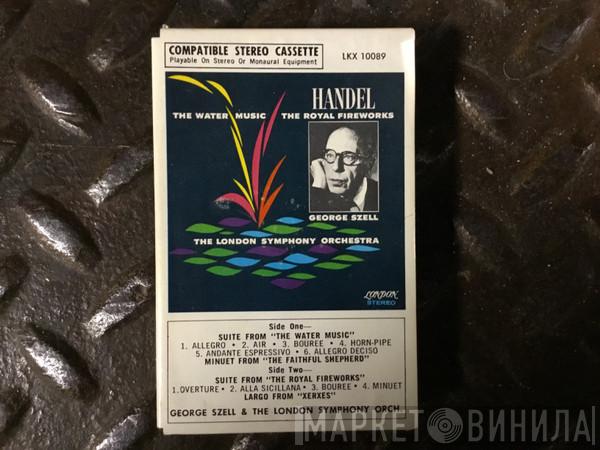 COMPATIBLE STEREO CASSETTE
Playable On Stereo Or Monaural Equipment
LKX 10089
HANDEL
THE WATER MUSIC THE ROYAL FIREWORKS
GEORGE SZELL
THE LONDON SYMPHONY ORCHESTRA
LONDON
STEREO
Side One—
SUITE FROM "THE WATER MUSIC"
1. ALLEGRO • 2. AIR • 3. BOUREE • 4. HORN-PIPE
5. ANDANTE ESPRESSIVO • 6. ALLEGRO DECISO
MINUET FROM "THE FAITHFUL SHEPHERD"
Side Two—
SUITE FROM "THE ROYAL FIREWORKS"
1.OVERTURE • 2. ALLA SICILLANA • 3. BOUREE • 4. MINUET
LARGO FROM "XERXES"
GEORGE SZELL & THE LONDON SYMPHONY ORCH
МАРКЕТ ВИНИЛА